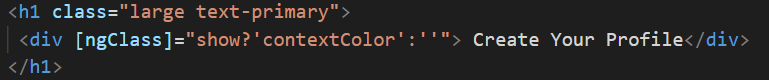 <h1 class="large text-primary">
<div [ngClass]="show?'contextColor':''"> Create Your Profile</div>
</h1>